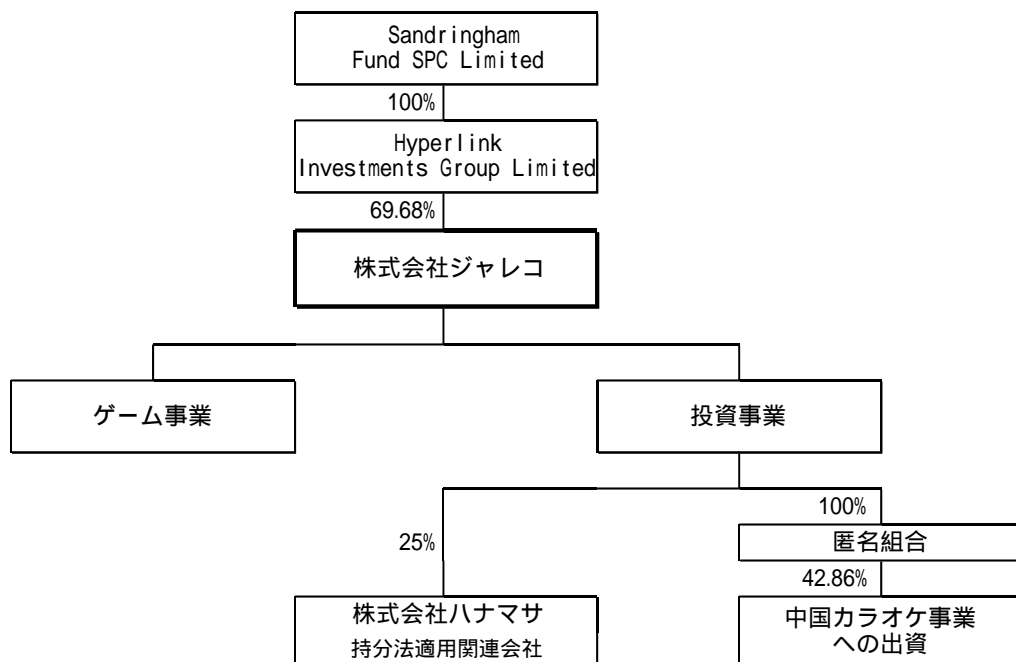 Sandringham
Fund SPC Limited
100%
Hyperlink
Investments Group Limited
69.68%
株式会社ジャレコ
ゲーム事業
投資事業
25%
100%
匿名組合
42.86%
株式会社ハナマサ
持分法適用関連会社
中国カラオケ事業
への出資